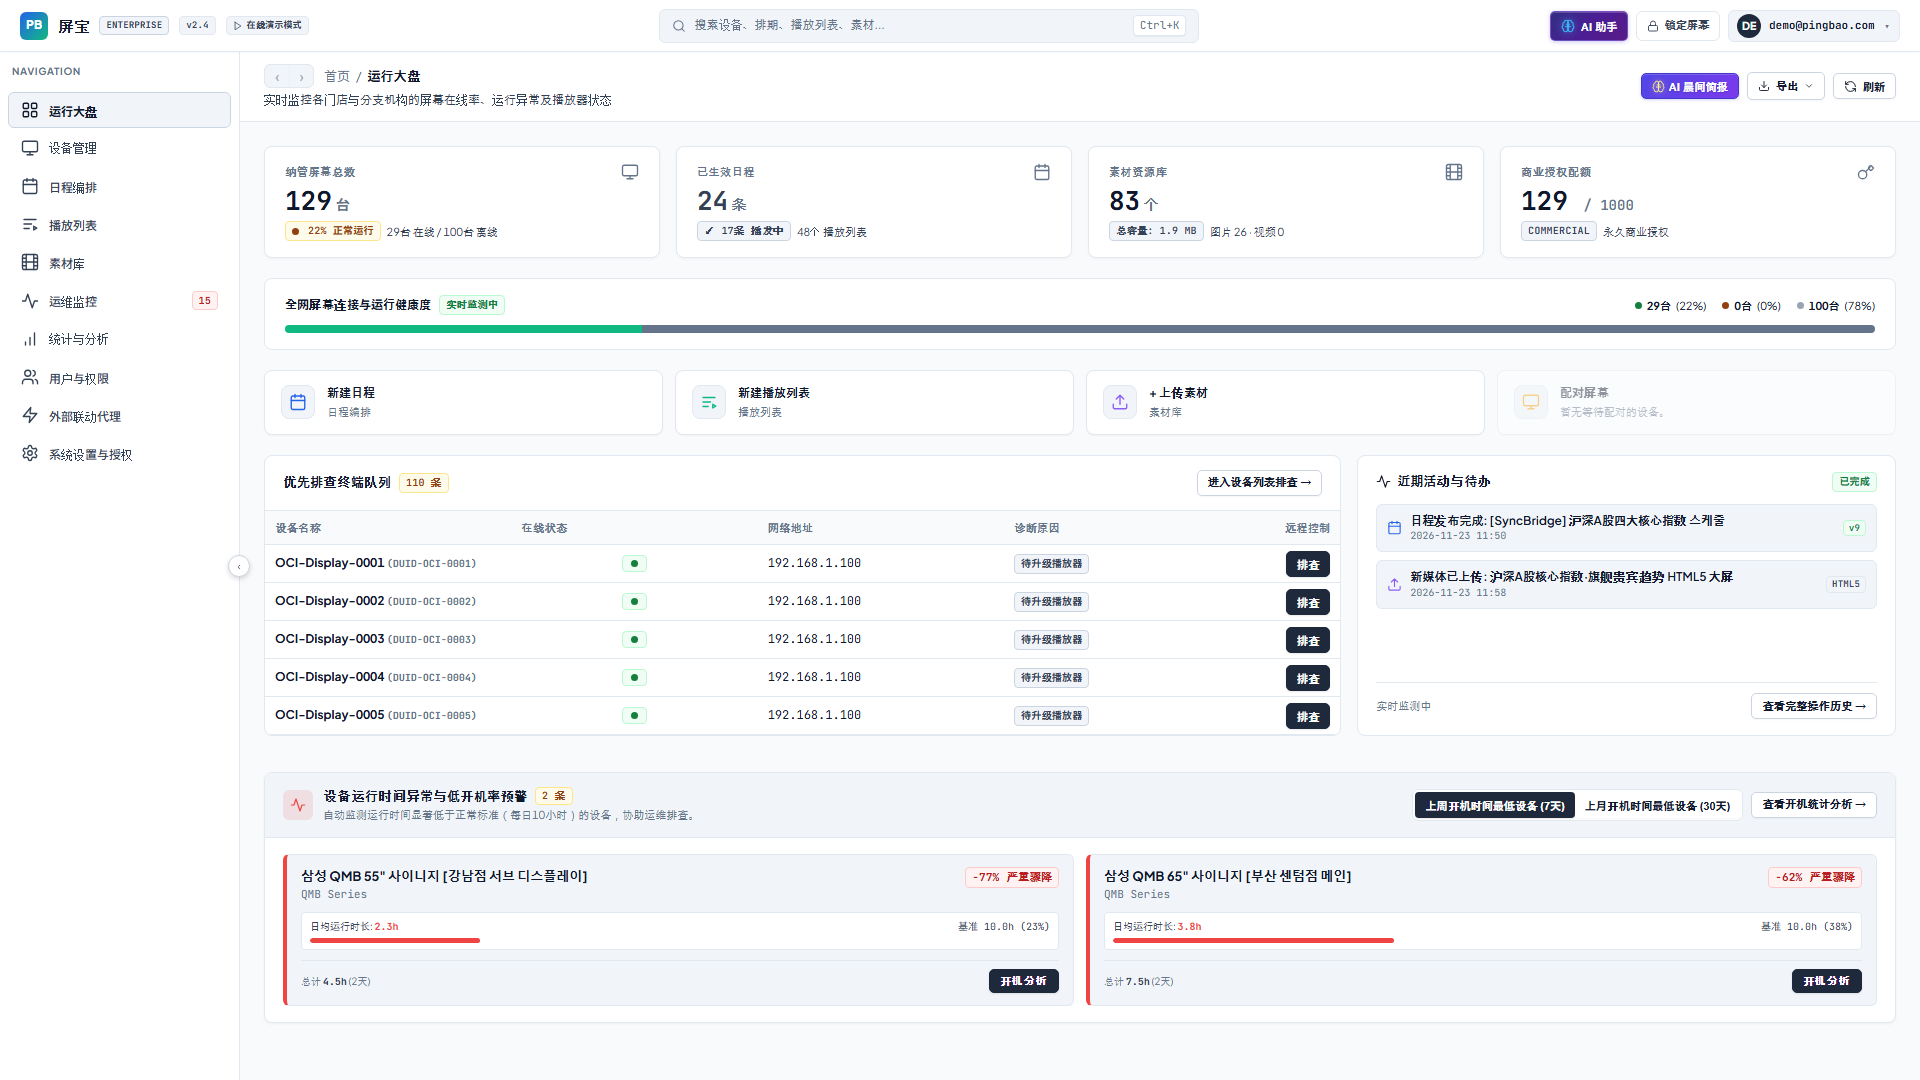 PB 屏宝 ENTERPRISE v2.4 在线演示模式
搜索设备、排期、播放列表、素材... Ctrl+K
AI 助手 锁定屏幕 DE demo@pingbao.com
NAVIGATION
运行大盘
设备管理
日程编排
播放列表
素材库
运维监控 15
统计与分析
用户与权限
外部联动代理
系统设置与授权
首页 / 运行大盘
实时监控各门店与分支机构的屏幕在线率、运行异常及播放器状态
AI 晨间简报 导出 刷新
纳管屏幕总数
129 台
22% 正常运行 29台 在线 / 100台 离线
已生效日程
24 条
✓ 17条 播发中 48个 播放列表
素材资源库
83 个
总容量: 1.9 MB 图片 26 · 视频 0
商业授权配额
129 / 1000
COMMERCIAL 永久商业授权
全网屏幕连接与运行健康度 实时监测中
29台 (22%) 0台 (0%) 100台 (78%)
新建日程
日程编排
新建播放列表
播放列表
+ 上传素材
素材库
配对屏幕
暂无等待配对的设备。
优先排查终端队列 110 条 进入设备列表排查 →
设备名称 在线状态 网络地址 诊断原因 远程控制
OCI-Display-0001 (DUID-OCI-0001) 192.168.1.100 待升级播放器 排查
OCI-Display-0002 (DUID-OCI-0002) 192.168.1.100 待升级播放器 排查
OCI-Display-0003 (DUID-OCI-0003) 192.168.1.100 待升级播放器 排查
OCI-Display-0004 (DUID-OCI-0004) 192.168.1.100 待升级播放器 排查
OCI-Display-0005 (DUID-OCI-0005) 192.168.1.100 待升级播放器 排查
近期活动与待办 已完成
日程发布完成: [SyncBridge] 沪深A股四大核心指数 스케줄
2026-11-23 11:50
v9
新媒体已上传: 沪深A股核心指数·旗舰贵宾趋势 HTML5 大屏
2026-11-23 11:58
HTML5
实时监测中 查看完整操作历史 →
设备运行时间异常与低开机率预警 2 条
自动监测运行时间显著低于正常标准 ( 每日10小时 ) 的设备，协助运维排查。
上周开机时间最低设备 (7天) 上月开机时间最低设备 (30天) 查看开机统计分析 →
삼성 QMB 55" 사이니지 [강남점 서브 디스플레이] -77% 严重骤降
QMB Series
日均运行时长: 2.3h 基准 10.0h (23%)
总计 4.5h (2天) 开机分析
삼성 QMB 65" 사이니지 [부산 센텀점 메인] -62% 严重骤降
QMB Series
日均运行时长: 3.8h 基准 10.0h (38%)
总计 7.5h (2天) 开机分析